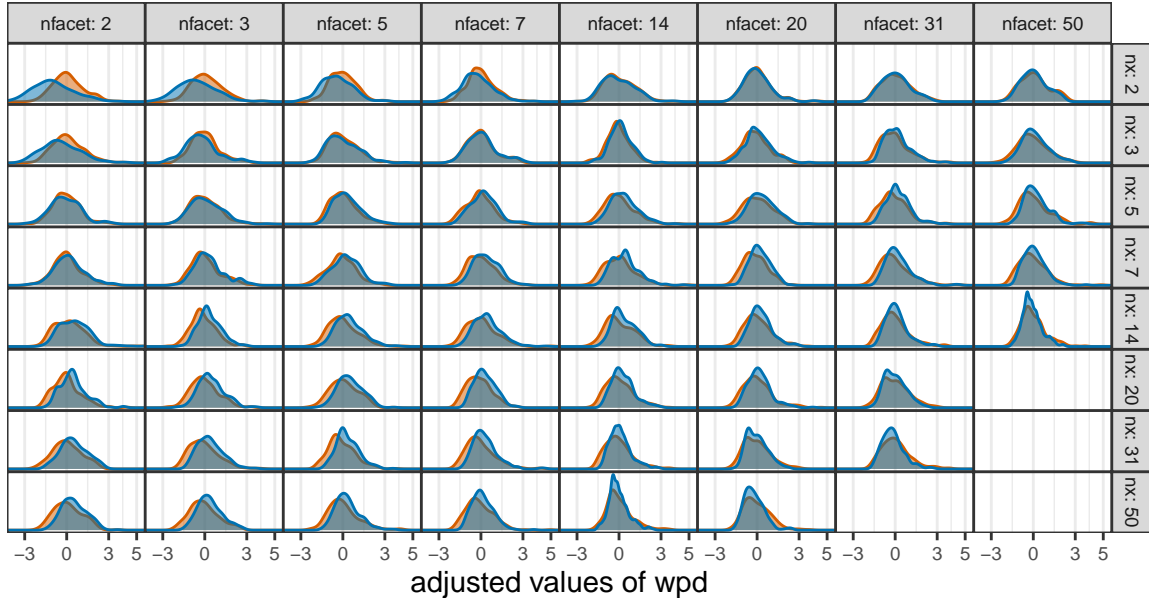 nfacet: 2 nfacet: 3 nfacet: 5 nfacet: 7 nfacet: 14 nfacet: 20 nfacet: 31 nfacet: 50
nx: 2
nx: 3
nx: 5
nx: 7
nx: 14
nx: 20
nx: 31
nx: 50
−3 0 3 5 −3 0 3 5 −3 0 3 5 −3 0 3 5 −3 0 3 5 −3 0 3 5 −3 0 3 5 −3 0 3 5
adjusted values of wpd